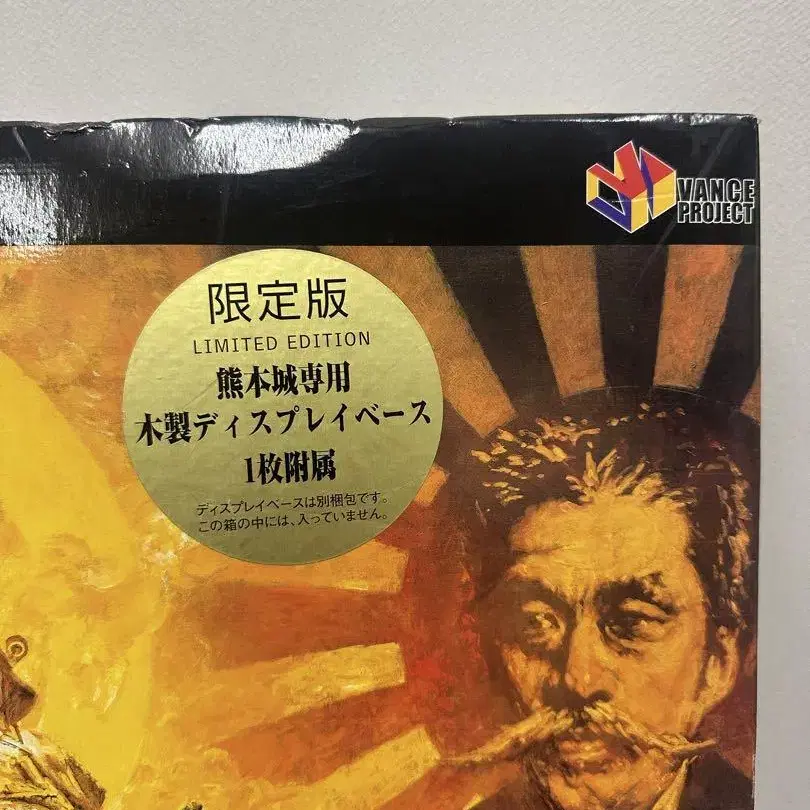 VANCE
PROJECT
限定版
LIMITED EDITION
熊本城専用
木製ディスプレイベース
1枚附属
ディスプレイベースは別梱包です。
この箱の中には、入っていません。